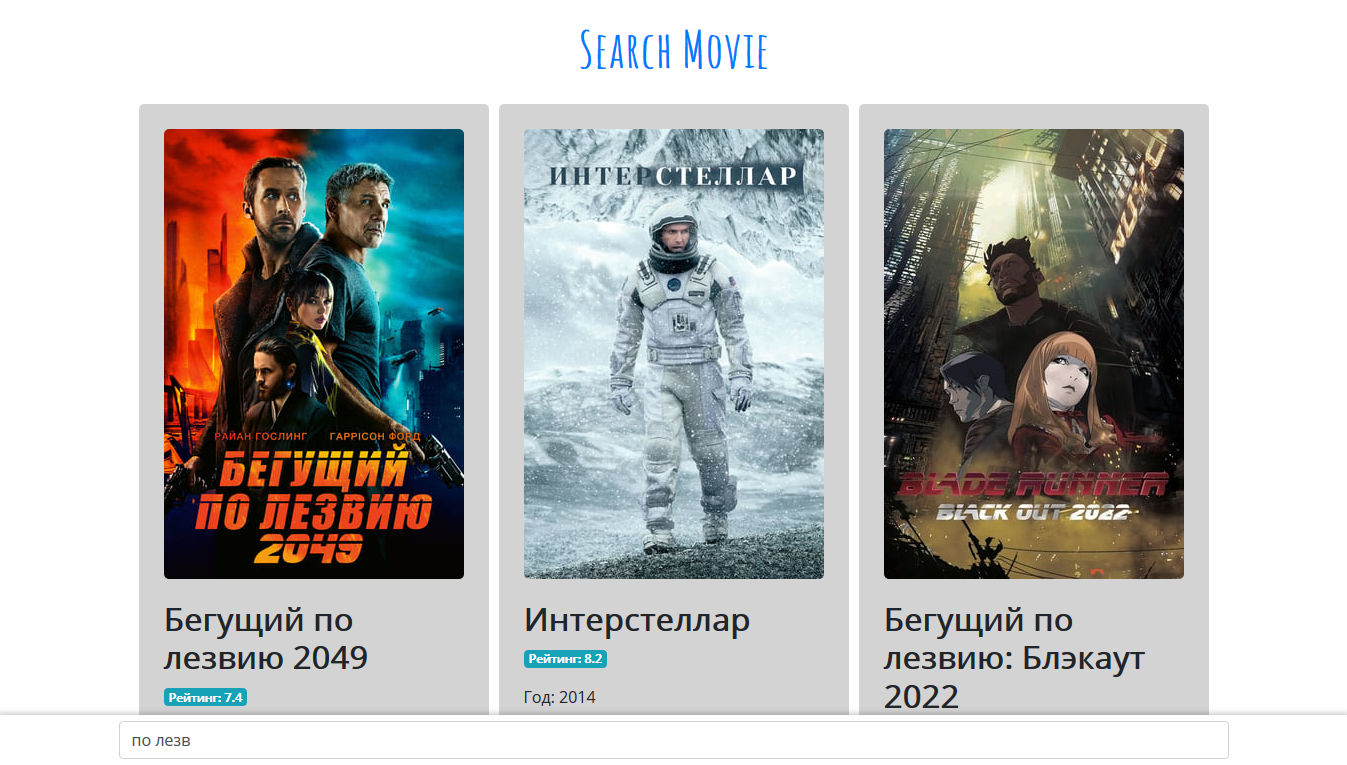 Search Movie
РАЙАН ГОСЛИНГ ГАРРІСОН ФОРД
БЕГУЩИЙ
ПО ЛЕЗВИЮ
2049
Бегущий по
лезвию 2049
Рейтинг: 7.4
ИНТЕРСТЕЛЛАР
Интерстеллар
Рейтинг: 8.2
Год: 2014
BLADE RUNNER
BLACK OUT 2022
Бегущий по
лезвию: Блэкаут
2022
по лезв